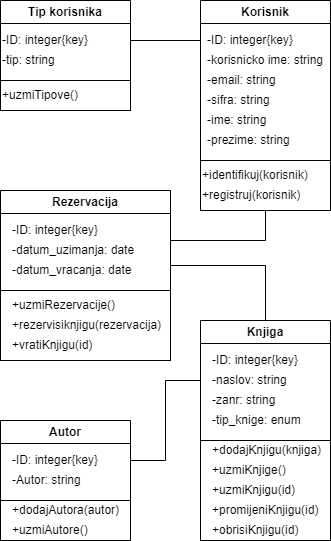 Tip korisnika
-ID: integer{key}
-tip: string
+uzmiTipove()
Korisnik
-ID: integer{key}
-korisnicko ime: string
-email: string
-sifra: string
-ime: string
-prezime: string
+identifikuj(korisnik)
+registruj(korisnik)
Rezervacija
-ID: integer{key}
-datum_uzimanja: date
-datum_vracanja: date
+uzmiRezervacije()
+rezervisiknjigu(rezervacija)
+vratiKnjigu(id)
Knjiga
-ID: integer{key}
-naslov: string
-zanr: string
-tip_knige: enum
+dodajKnjigu(knjiga)
+uzmiKnjige()
+uzmiKnjigu(id)
+promijeniKnjigu(id)
+obrisiKnjigu(id)
Autor
-ID: integer{key}
-Autor: string
+dodajAutora(autor)
+uzmiAutore()